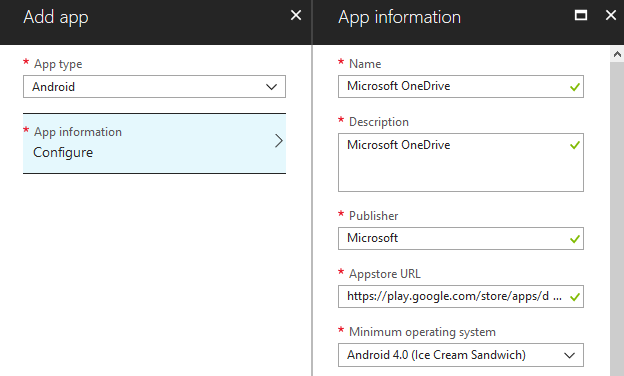 Add app
* App type
Android
* App information
Configure
App information
* Name
Microsoft OneDrive
* Description
Microsoft OneDrive
* Publisher
Microsoft
* Appstore URL
https://play.google.com/store/apps/d ...
* Minimum operating system
Android 4.0 (Ice Cream Sandwich)